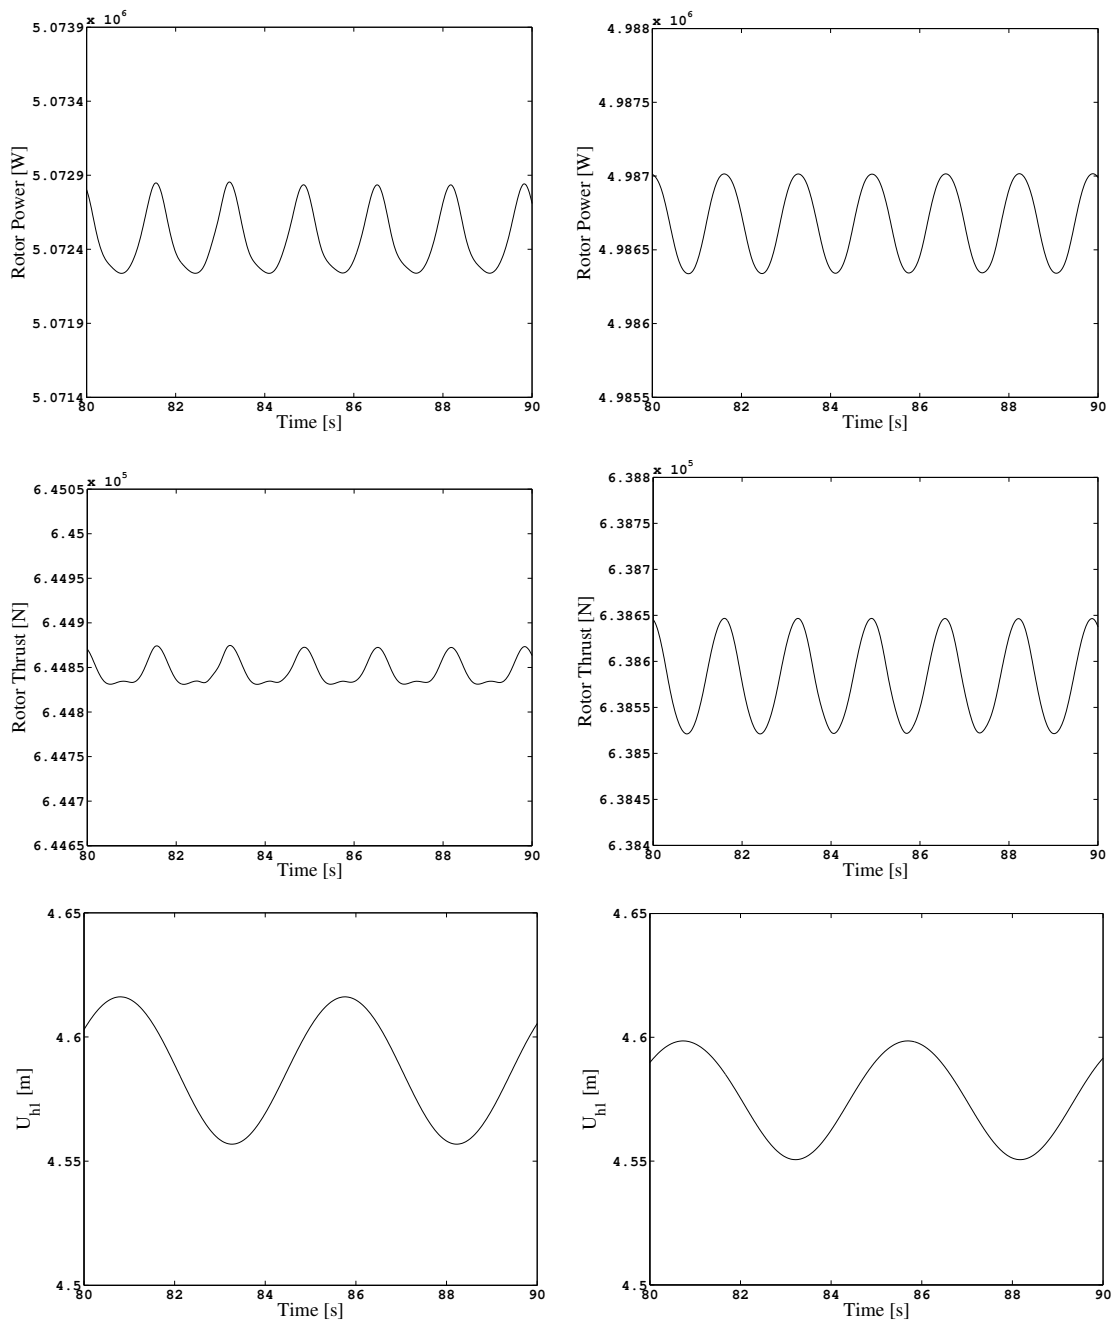 x 10^6
5.0739
5.0734
5.0729
5.0724
5.0719
5.0714
Rotor Power [W]
80 82 84 86 88 90
Time [s]
x 10^6
4.988
4.9875
4.987
4.9865
4.986
4.9855
Rotor Power [W]
80 82 84 86 88 90
Time [s]
x 10^5
6.4505
6.45
6.4495
6.449
6.4485
6.448
6.4475
6.447
6.4465
Rotor Thrust [N]
80 82 84 86 88 90
Time [s]
x 10^5
6.388
6.3875
6.387
6.3865
6.386
6.3855
6.385
6.3845
6.384
Rotor Thrust [N]
80 82 84 86 88 90
Time [s]
4.65
4.6
4.55
4.5
U_h1 [m]
80 82 84 86 88 90
Time [s]
4.65
4.6
4.55
4.5
U_h1 [m]
80 82 84 86 88 90
Time [s]